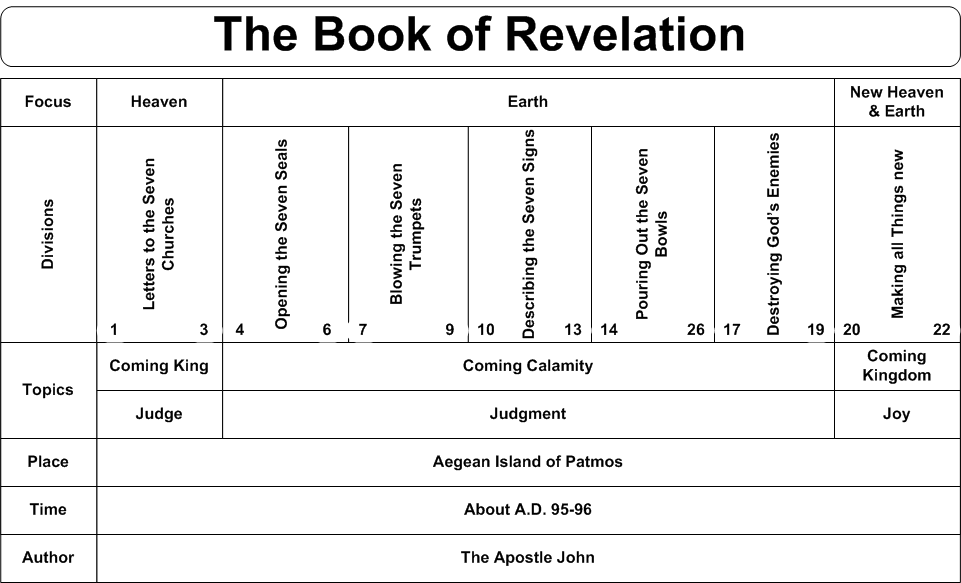 The Book of Revelation
Focus
Heaven
Earth
New Heaven
& Earth
Divisions
Letters to the Seven
Churches
1 3
Opening the Seven Seals
4 6
Blowing the Seven
Trumpets
7 9
Describing the Seven Signs
10 13
Pouring Out the Seven
Bowls
14 26
Destroying God's Enemies
17 19
Making all Things new
20 22
Topics
Coming King
Coming Calamity
Coming
Kingdom
Judge
Judgment
Joy
Place
Aegean Island of Patmos
Time
About A.D. 95-96
Author
The Apostle John